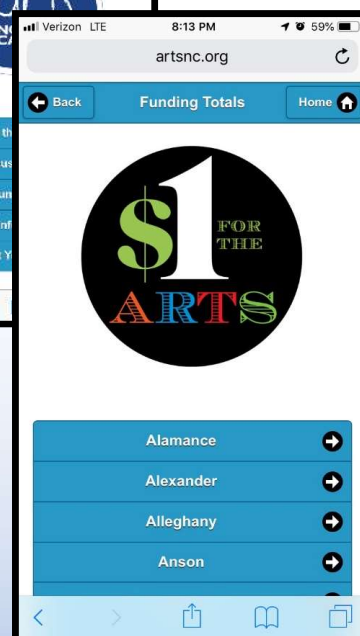 Verizon LTE 8:13 PM 59%
artsnc.org
Back Funding Totals Home
$1
FOR
THE
ARTS
Alamance
Alexander
Alleghany
Anson